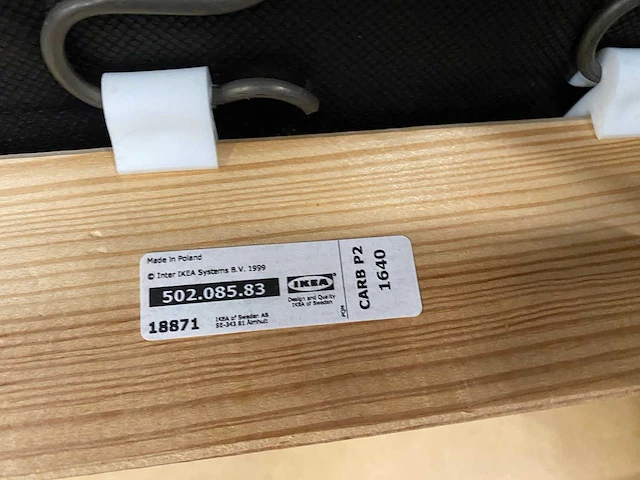 Made in Poland
© Inter IKEA Systems B.V. 1999
502.085.83
18871
IKEA of Sweden AB
SE-343 81 Älmhult
IKEA®
Design and Quality
IKEA of Sweden
PQM
CARB P2
1640